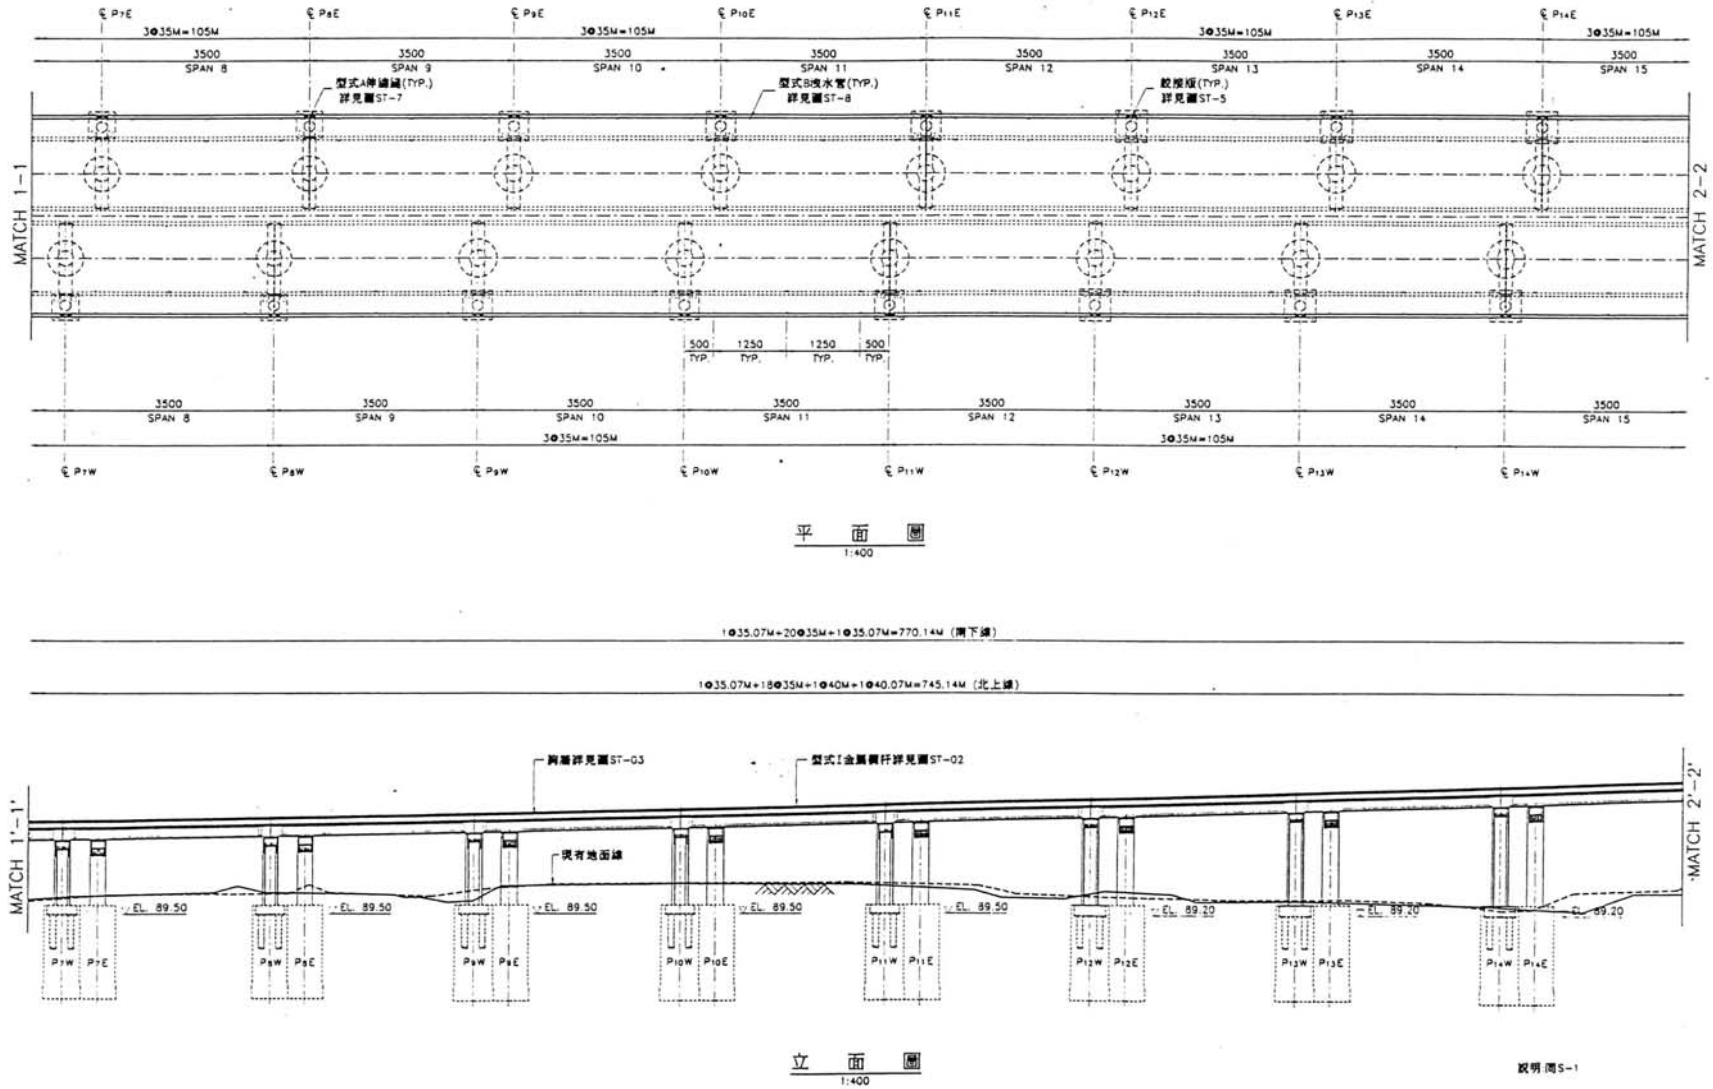 ℄ P7E ℄ P8E ℄ P9E ℄ P10E ℄ P11E ℄ P12E ℄ P13E ℄ P14E
3@35M=105M 3@35M=105M 3@35M=105M 3@35M=105M
3500 3500 3500 3500 3500 3500 3500 3500
SPAN 8 SPAN 9 SPAN 10 SPAN 11 SPAN 12 SPAN 13 SPAN 14 SPAN 15
型式A伸縮縫(TYP.) 型式B洩水管(TYP.) 鉸接版(TYP.)
詳見圖ST-7 詳見圖ST-8 詳見圖ST-5
MATCH 1-1
MATCH 2-2
500 1250 1250 500
TYP. TYP. TYP. TYP.
3500 3500 3500 3500 3500 3500 3500 3500
SPAN 8 SPAN 9 SPAN 10 SPAN 11 SPAN 12 SPAN 13 SPAN 14 SPAN 15
3@35M=105M 3@35M=105M
℄ P7W ℄ P8W ℄ P9W ℄ P10W ℄ P11W ℄ P12W ℄ P13W ℄ P14W
平 面 圖
1:400
1@35.07M+20@35M+1@35.07M=770.14M (南下線)
1@35.07M+18@35M+1@40M+1@40.07M=745.14M (北上線)
胸牆詳見圖ST-03 型式I金屬欄杆詳見圖ST-02
MATCH 1'-1'
MATCH 2'-2'
現有地面線
EL. 89.50 EL. 89.50 EL. 89.50 EL. 89.50 EL. 89.50 EL. 89.20 EL. 89.20 EL. 89.20
P7W P7E P8W P8E P9W P9E P10W P10E P11W P11E P12W P12E P13W P13E P14W P14E
立 面 圖
1:400
說明:同S-1